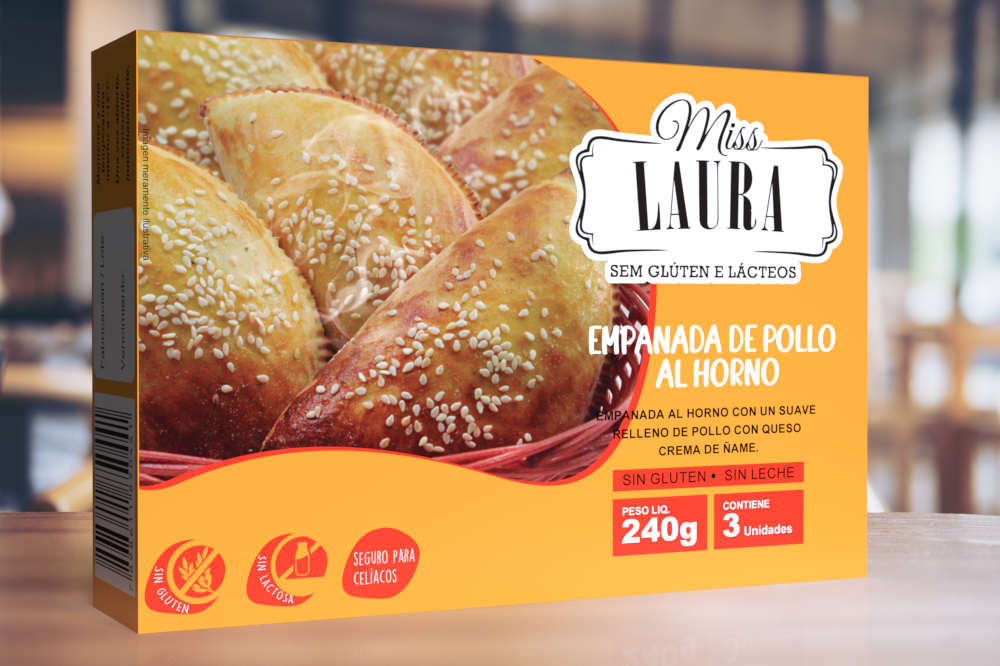 Miss
LAURA
SEM GLÚTEN E LÁCTEOS
EMPANADA DE POLLO
AL HORNO
EMPANADA AL HORNO CON UN SUAVE
RELLENO DE POLLO CON QUESO
CREMA DE ÑAME.
SIN GLUTEN • SIN LECHE
PESO LIQ.
240g
CONTIENE
3 Unidades
SIN GLUTEN
SIN LACTOSA
SEGURO PARA
CELÍACOS
Imagen meramente ilustrativa
Fabricación / Lote:
Vencimiento: